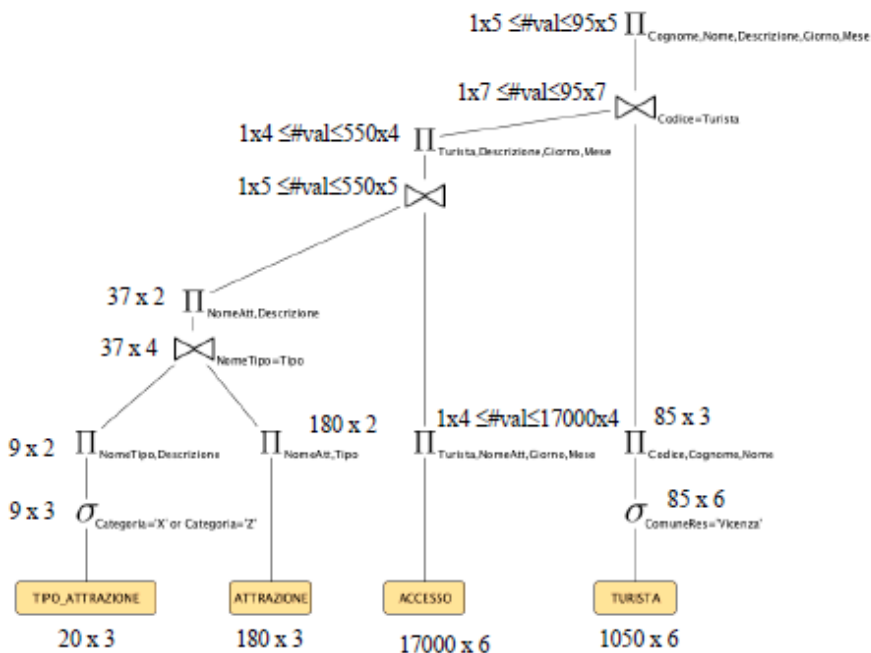 1x5 ≤#val≤95x5 Π Cognome,Nome,Descrizione,Giorno,Mese
1x7 ≤#val≤95x7
Codice=Turista
1x4 ≤#val≤550x4 Π Turista,Descrizione,Giorno,Mese
1x5 ≤#val≤550x5
37 x 2 Π NomeAtt,Descrizione
37 x 4 NomeTipo=Tipo
180 x 2
1x4 ≤#val≤17000x4
85 x 3
9 x 2 Π NomeTipo,Descrizione
Π NomeAtt,Tipo
Π Turista,NomeAtt,Giorno,Mese
Π Codice,Cognome,Nome
9 x 3 σ Categoria='X' or Categoria='Z'
85 x 6
σ ComuneRes='Vicenza'
TIPO_ATTRAZIONE
ATTRAZIONE
ACCESSO
TURISTA
20 x 3
180 x 3
17000 x 6
1050 x 6